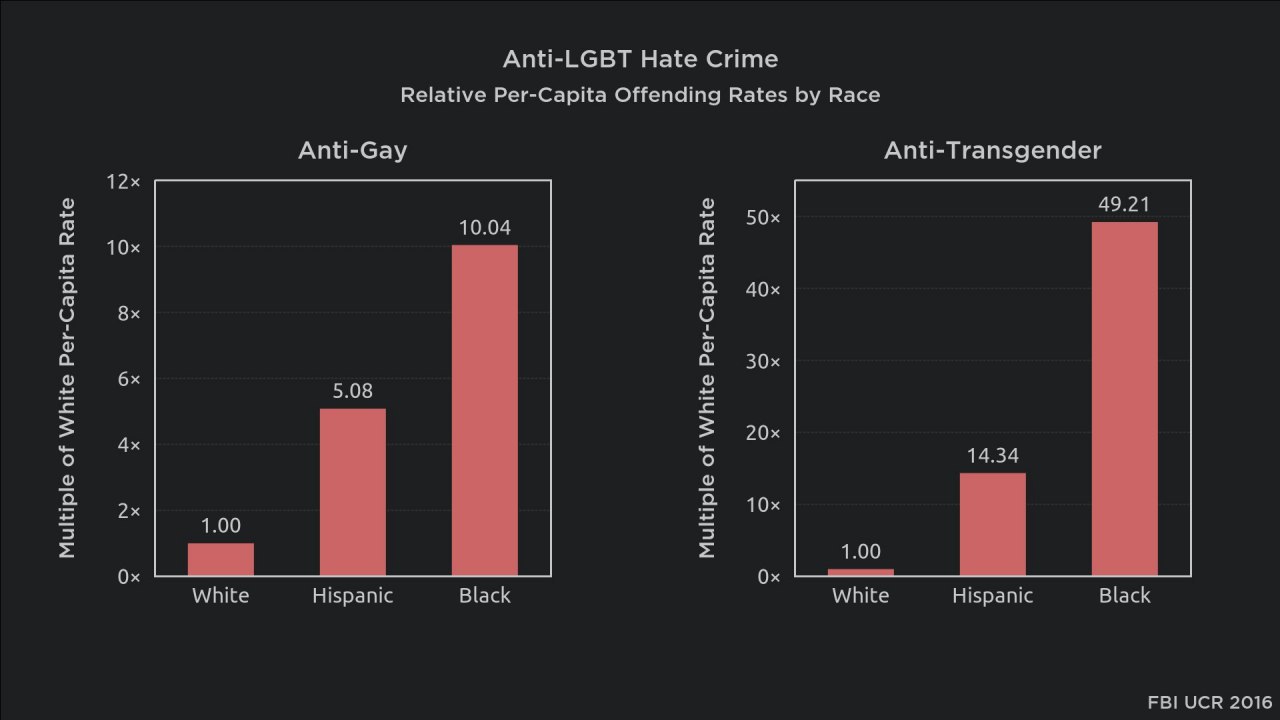 Anti-LGBT Hate Crime
Relative Per-Capita Offending Rates by Race
Anti-Gay
Multiple of White Per-Capita Rate
12×
10×
8×
6×
4×
2×
0×
1.00
5.08
10.04
White
Hispanic
Black
Anti-Transgender
Multiple of White Per-Capita Rate
50×
40×
30×
20×
10×
0×
1.00
14.34
49.21
White
Hispanic
Black
FBI UCR 2016